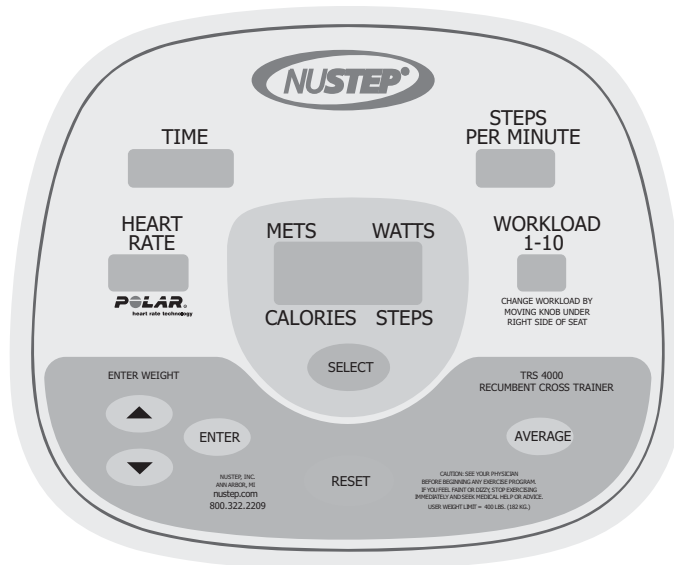 NUSTEP®
TIME
STEPS
PER MINUTE
HEART
RATE
METS WATTS
WORKLOAD
1-10
POLAR®
heart rate technology
CALORIES STEPS
CHANGE WORKLOAD BY
MOVING KNOB UNDER
RIGHT SIDE OF SEAT
SELECT
ENTER WEIGHT
TRS 4000
RECUMBENT CROSS TRAINER
ENTER
AVERAGE
RESET
NUSTEP, INC.
ANN ARBOR, MI
nustep.com
800.322.2209
CAUTION: SEE YOUR PHYSICIAN
BEFORE BEGINNING ANY EXERCISE PROGRAM.
IF YOU FEEL FAINT OR DIZZY, STOP EXERCISING
IMMEDIATELY AND SEEK MEDICAL HELP OR ADVICE.
USER WEIGHT LIMIT = 400 LBS. (182 KG.)